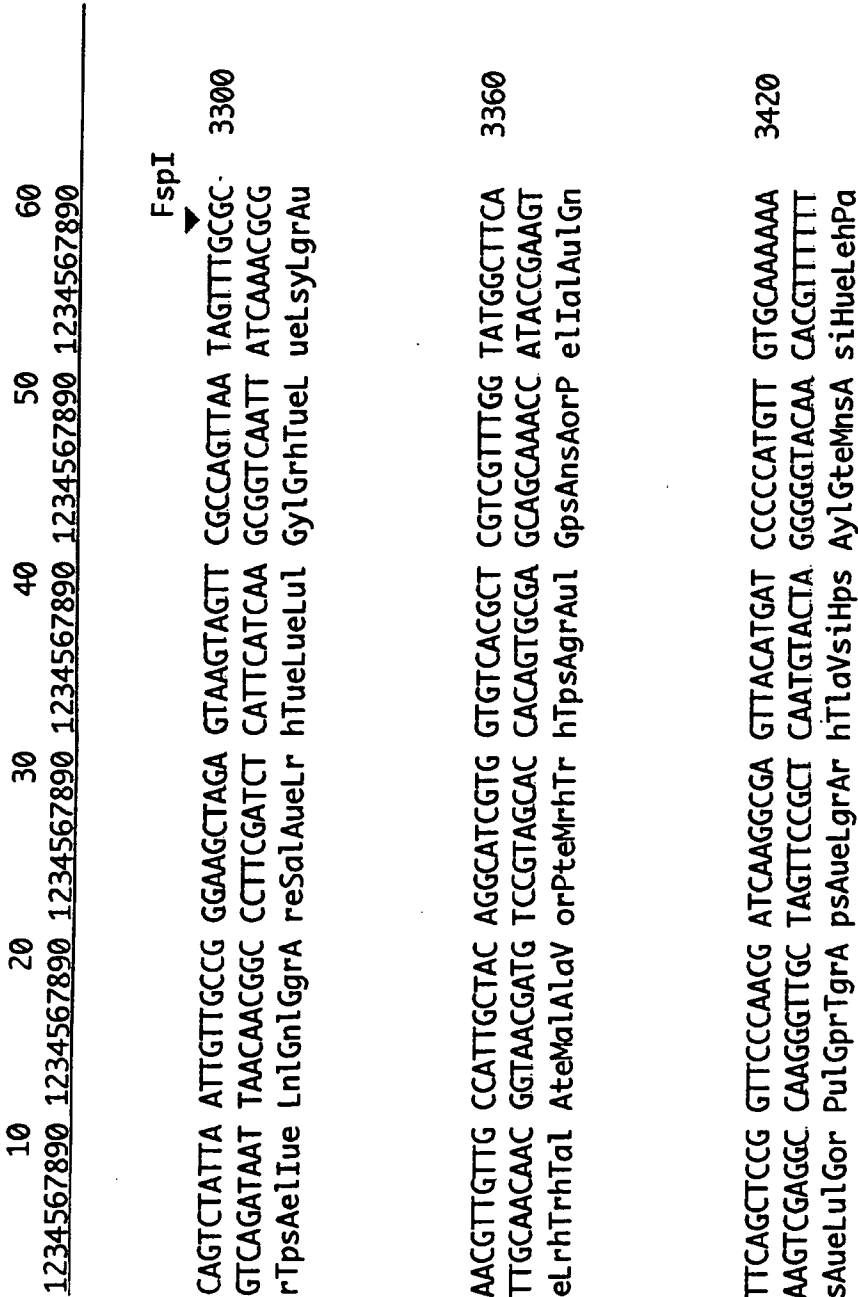 10 20 30 40 50 60
1234567890 1234567890 1234567890 1234567890 1234567890 1234567890
FspI
CAGTCTATTA ATTGTTGCCG GGAAGCTAGA GTAAGTAGTT CGCCAGTTAA TAGTTTGCGC 3300
GTCAGATAAT TAACAACGGC CCTTCGATCT CATTCATCAA GCGGTCAATT ATCAAACGCG
rTpsAelIue LnlGnlGgrA reSalAueLr hTueLueLul GylGrhTueL ueLsyLgrAu
AACGTTGTTG CCATTGCTAC AGGCATCGTG GTGTCACGCT CGTCGTTTGG TATGGCTTCA 3360
TTGCAACAAC GGTAACGATG TCCGTAGCAC CACAGTGCGA GCAGCAAACC ATACCGAAGT
eLrhTrhTal AteMalAlaV orPteMrhTr hTpsAgrAul GpsAnsAorP elIalAulGn
TTCAGCTCCG GTTCCCAACG ATCAAGGCGA GTTACATGAT CCCCCATGTT GTGCAAAAAA 3420
AAGTCGAGGC CAAGGGTTGC TAGTTCCGCT CAATGTACTA GGGGGTACAA CACGTTTTTT
sAueLulGor PulGprTgrA psAueLgrAr hTlaVsiHps AylGteMnsA siHueLehPa